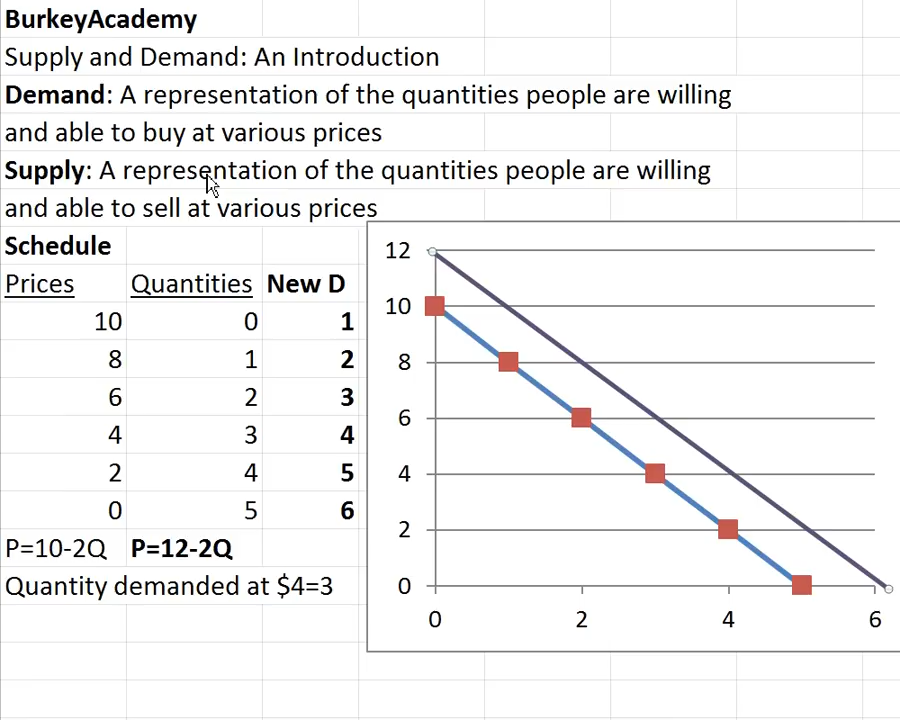 BurkeyAcademy
Supply and Demand: An Introduction
Demand: A representation of the quantities people are willing
and able to buy at various prices
Supply: A representation of the quantities people are willing
and able to sell at various prices
Schedule
Prices Quantities New D
10 0 1
8 1 2
6 2 3
4 3 4
2 4 5
0 5 6
P=10-2Q P=12-2Q
Quantity demanded at $4=3
12
10
8
6
4
2
0
0 2 4 6